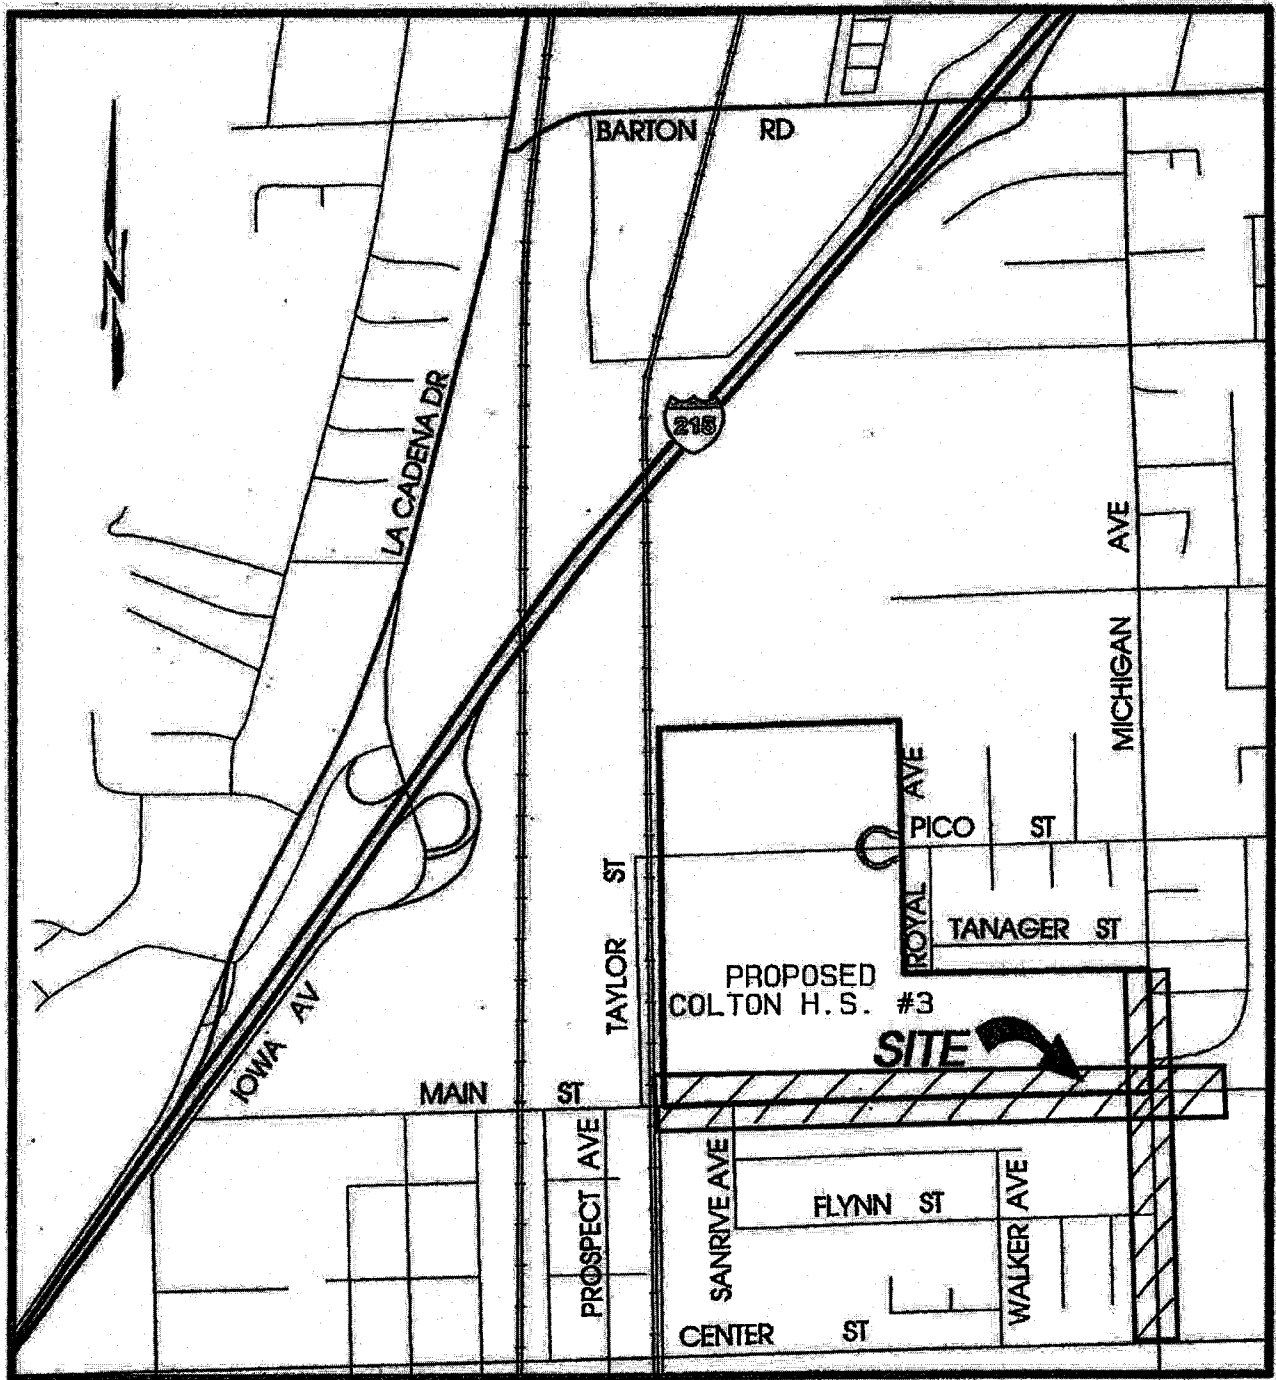 BARTON RD
LA CADENA DR
215
MICHIGAN AVE
ROYAL AVE
PICO ST
TAYLOR ST
TANAGER ST
PROPOSED
COLTON H.S. #3
SITE
IOWA AV
MAIN ST
PROSPECT AVE
SANRIVE AVE
FLYNN ST
WALKER AVE
CENTER ST